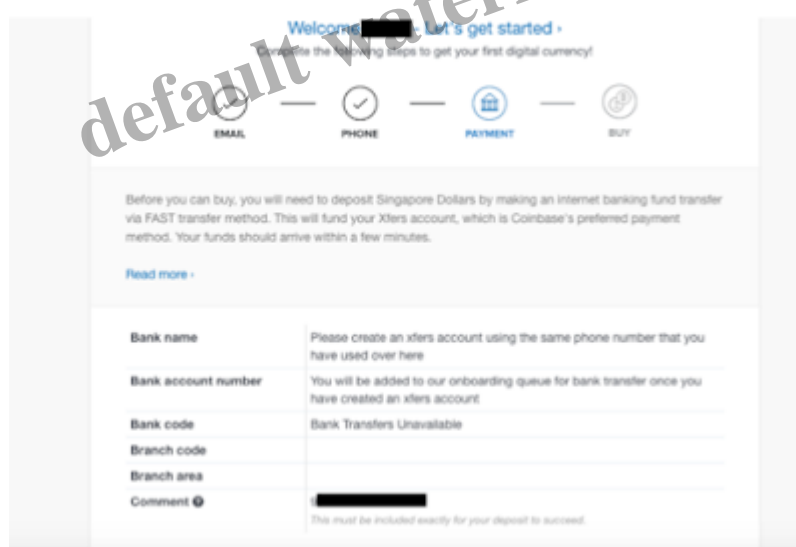 default water
Welcome - Let's get started ›
Complete the following steps to get your first digital currency!
EMAIL PHONE PAYMENT BUY
Before you can buy, you will need to deposit Singapore Dollars by making an internet banking fund transfer
via FAST transfer method. This will fund your Xfers account, which is Coinbase's preferred payment
method. Your funds should arrive within a few minutes.
Read more ›
Bank name Please create an xfers account using the same phone number that you
have used over here
Bank account number You will be added to our onboarding queue for bank transfer once you
have created an xfers account
Bank code Bank Transfers Unavailable
Branch code
Branch area
Comment ?
This must be included exactly for your deposit to succeed.